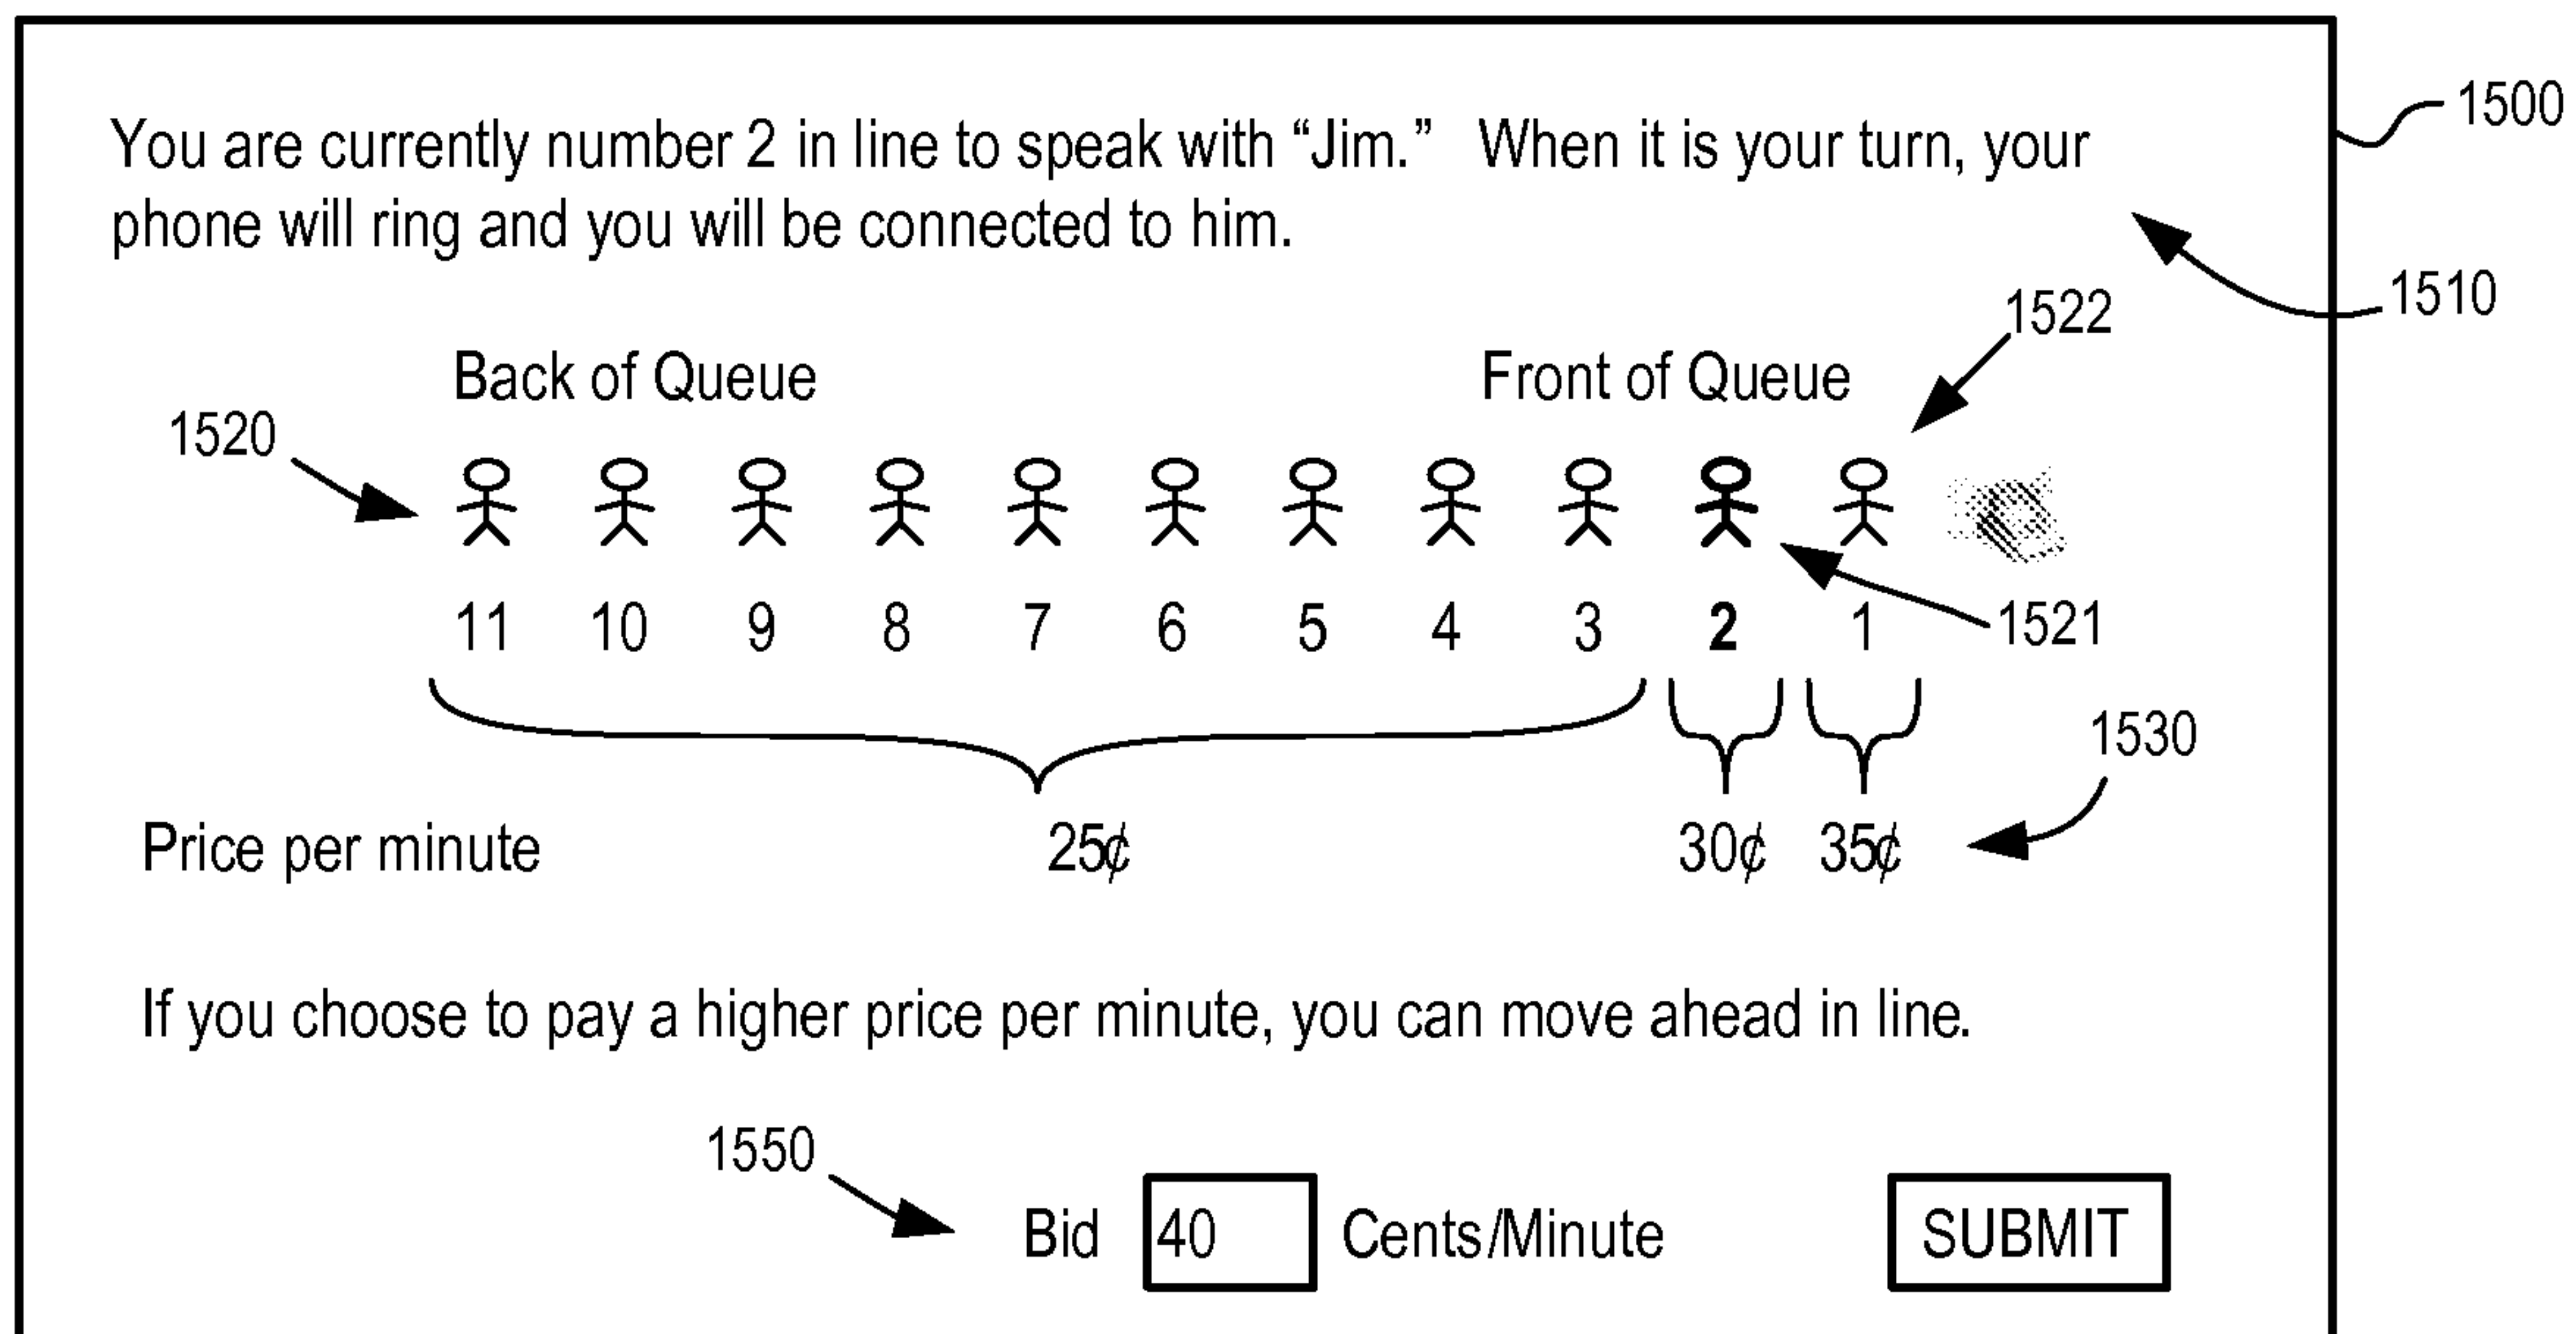 1500
You are currently number 2 in line to speak with “Jim.” When it is your turn, your
phone will ring and you will be connected to him.
1510
1522
Back of Queue Front of Queue
1520
11 10 9 8 7 6 5 4 3 2 1
1521
1530
Price per minute 25¢ 30¢ 35¢
If you choose to pay a higher price per minute, you can move ahead in line.
1550
Bid 40 Cents/Minute SUBMIT